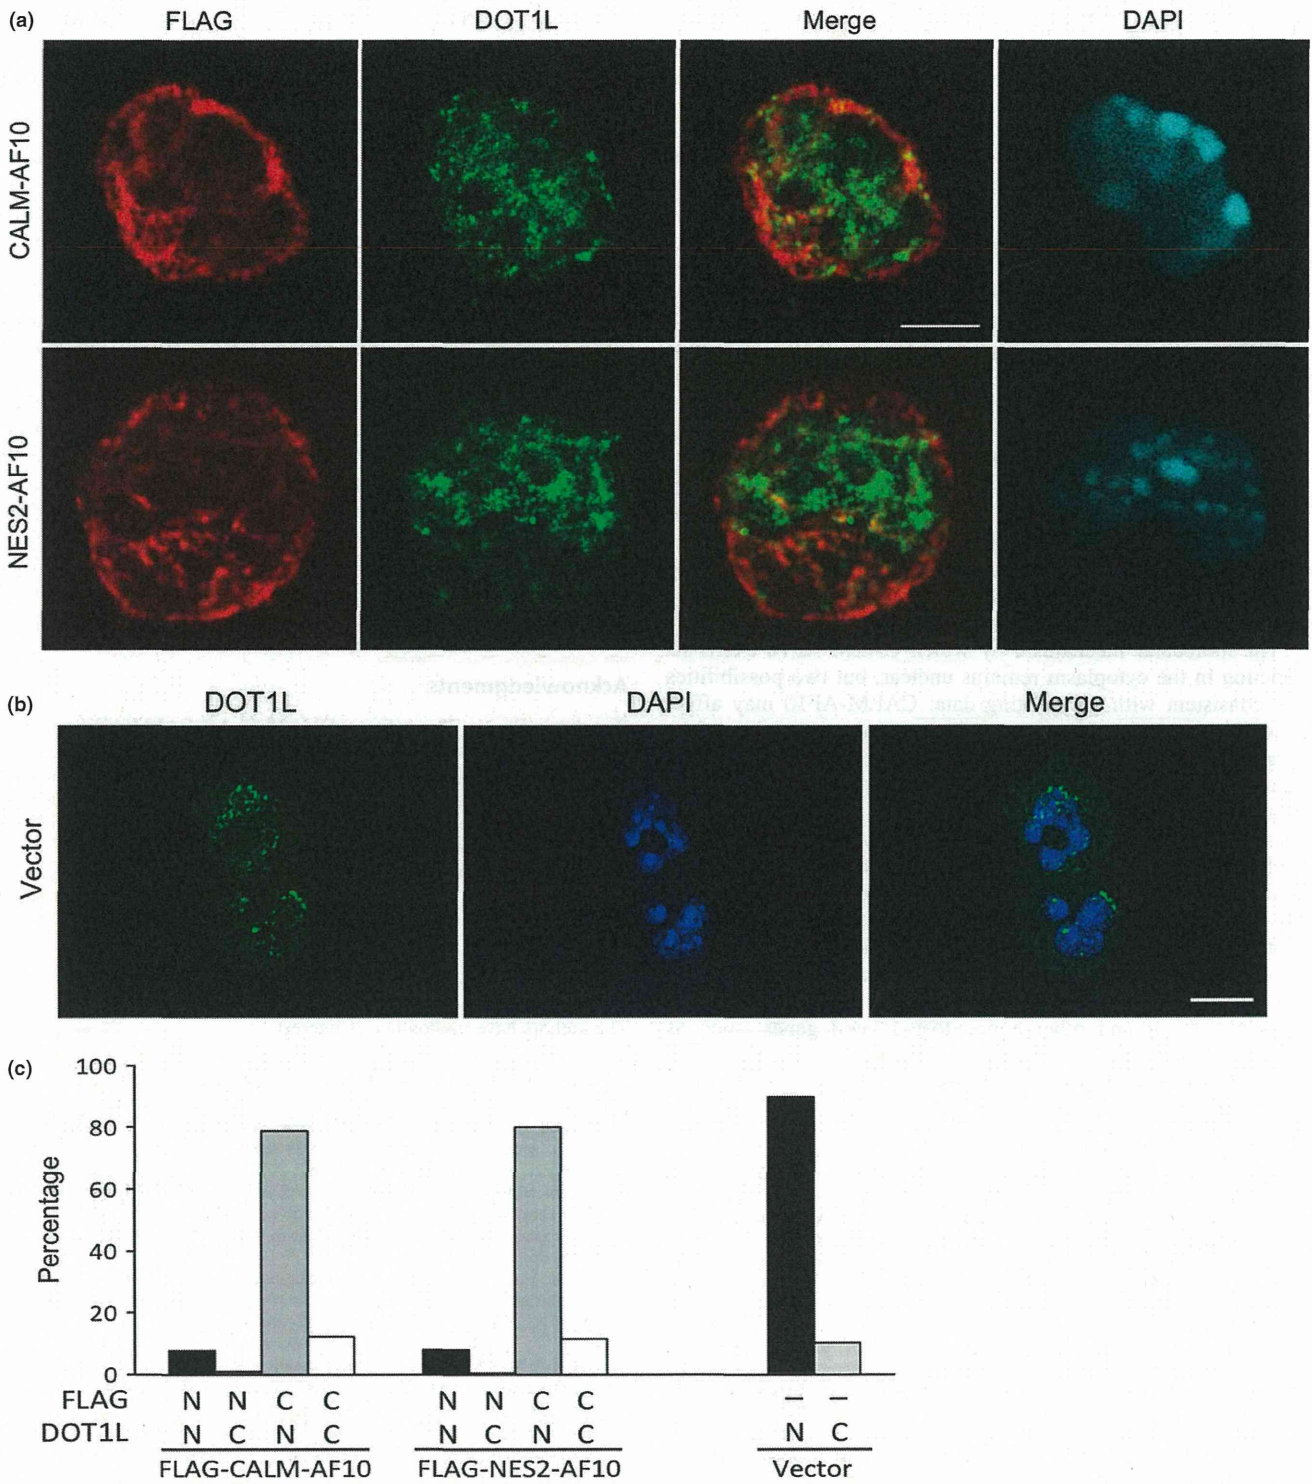 (a) FLAG DOT1L Merge DAPI
CALM-AF10
NES2-AF10
(b) DOT1L DAPI Merge
Vector
(c)
Percentage
100
80
60
40
20
0
FLAG N N C C N N C C – –
DOT1L N C N C N C N C N C
FLAG-CALM-AF10 FLAG-NES2-AF10 Vector